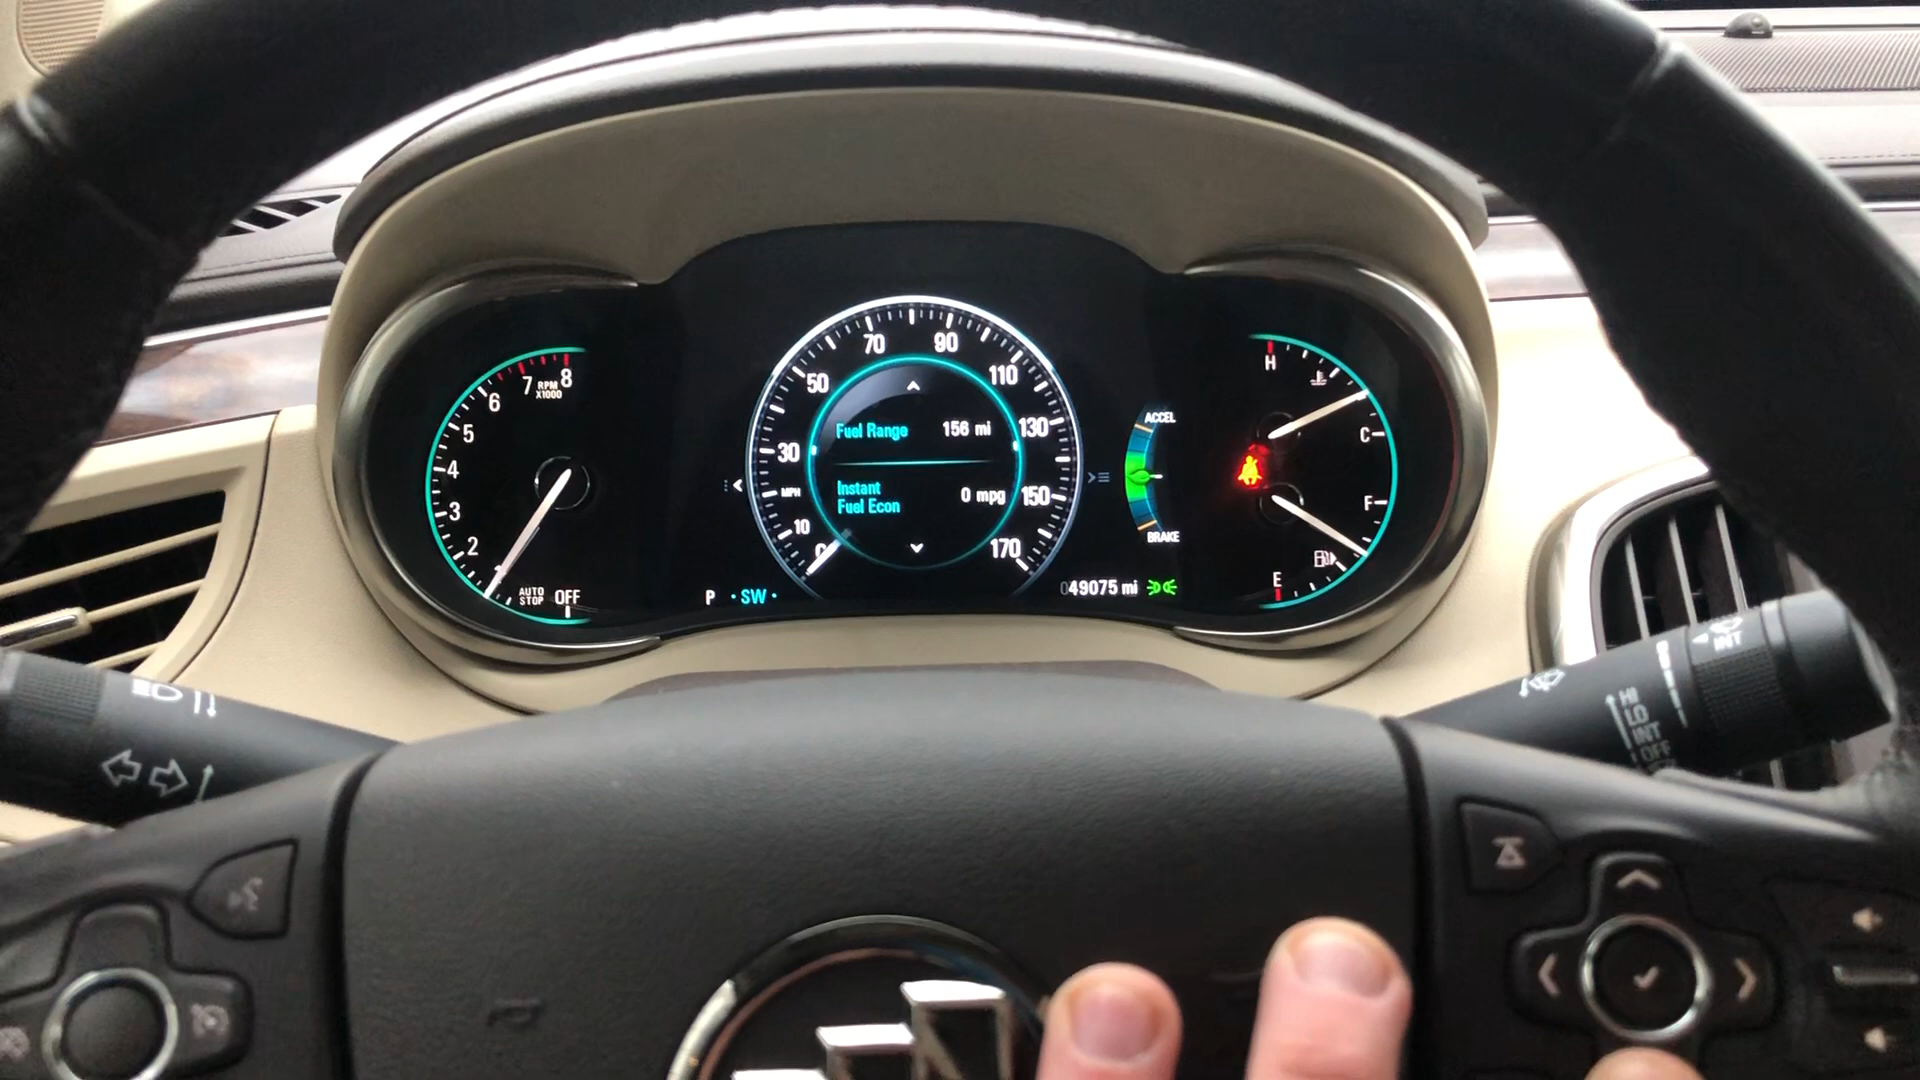 8
7
RPM
X1000
6
5
4
3
2
AUTO
STOP
OFF
70
90
50
110
30
130
MPH
150
10
170
0
Fuel Range 156 mi
Instant
Fuel Econ
0 mpg
P
SW
049075 mi
ACCEL
BRAKE
H
C
F
E
INT
HI
LO
INT
OFF